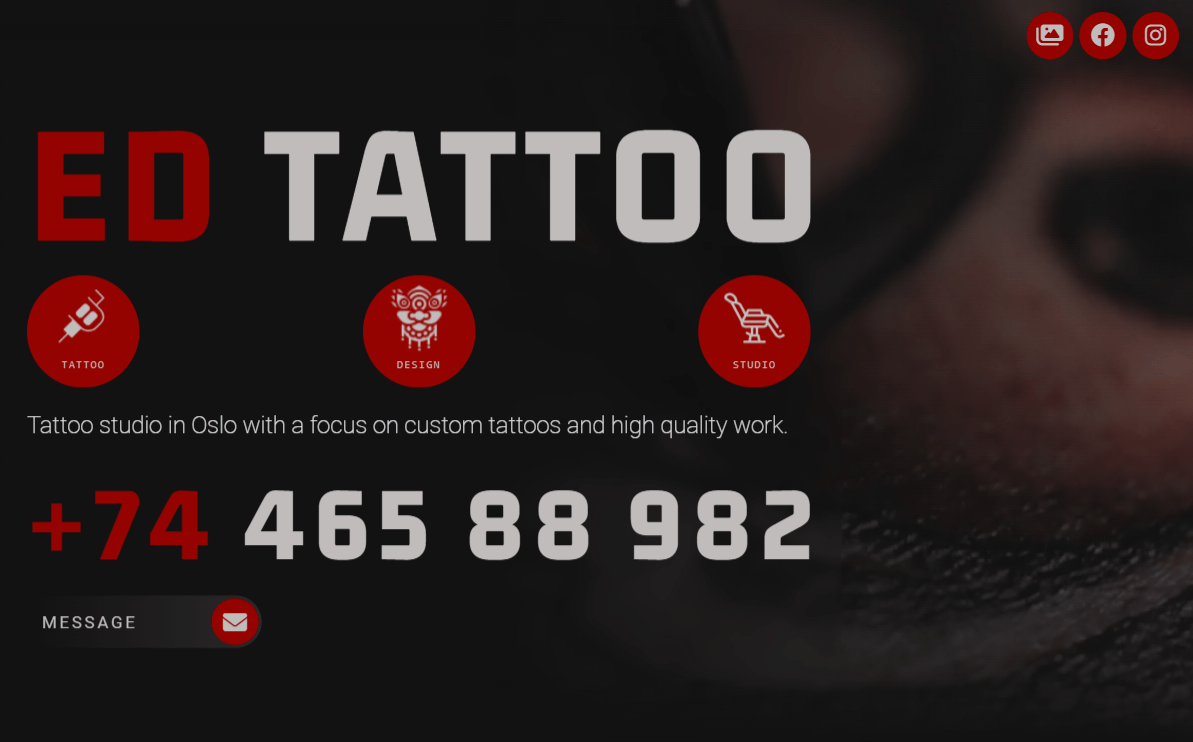 ED TATTOO
TATTOO
DESIGN
STUDIO
Tattoo studio in Oslo with a focus on custom tattoos and high quality work.
+74 465 88 982
MESSAGE